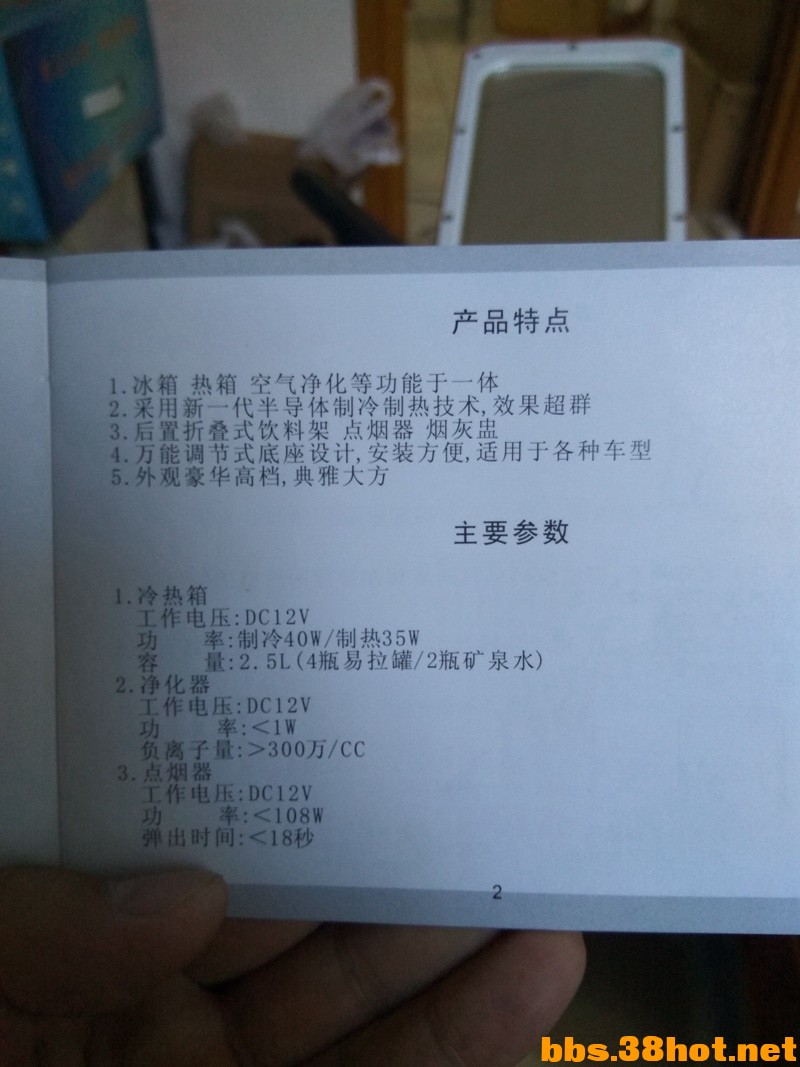 产品特点
1.冰箱 热箱 空气净化等功能于一体
2.采用新一代半导体制冷制热技术,效果超群
3.后置折叠式饮料架 点烟器 烟灰蛊
4.万能调节式底座设计,安装方便,适用于各种车型
5.外观豪华高档,典雅大方
主要参数
1.冷热箱
工作电压:DC12V
功 率:制冷40W/制热35W
容 量:2.5L(4瓶易拉罐/2瓶矿泉水)
2.净化器
工作电压:DC12V
功 率:<1W
负离子量:>300万/CC
3.点烟器
工作电压:DC12V
功 率:<108W
弹出时间:<18秒
2
bbs.38hot.net